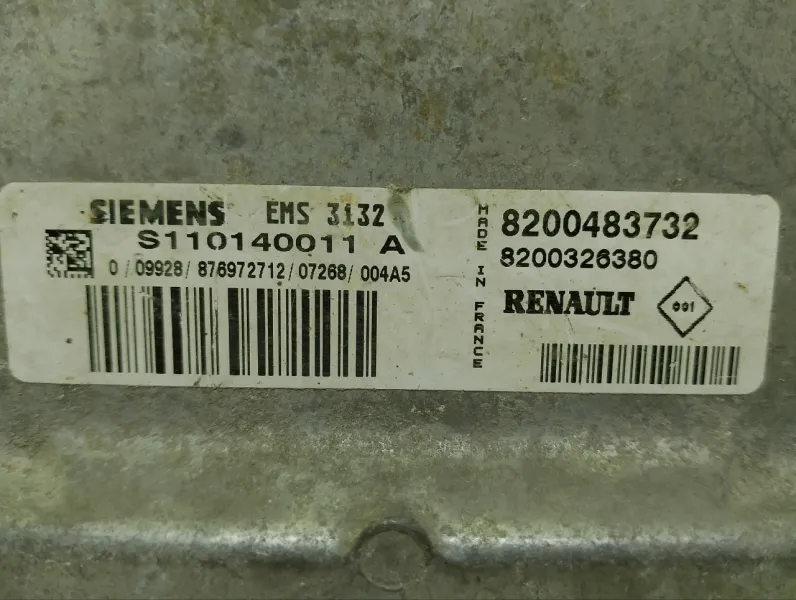 SIEMENS EMS 3132
S110140011 A
0 / 09928 / 876972712 / 07268 / 004A5
MADE IN FRANCE
8200483732
8200326380
RENAULT 001